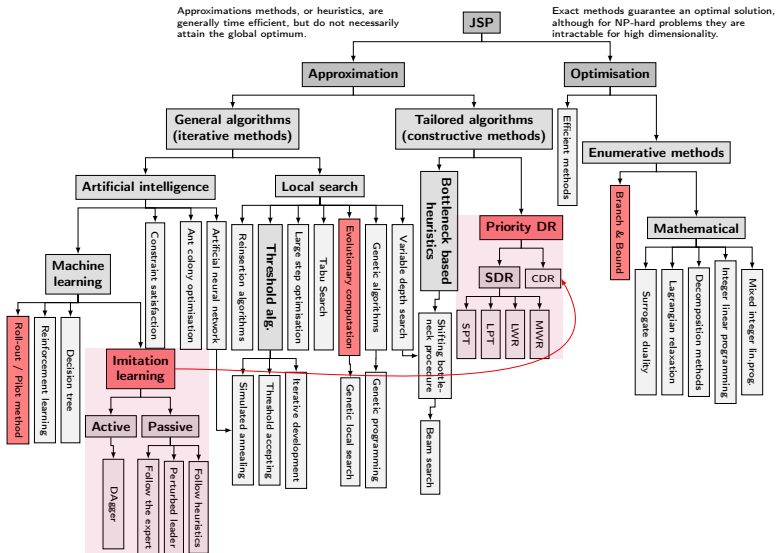 Approximations methods, or heuristics, are
generally time efficient, but do not necessarily
attain the global optimum.
JSP
Exact methods guarantee an optimal solution,
although for NP-hard problems they are
intractable for high dimensionality.
Approximation
Optimisation
General algorithms
(iterative methods)
Tailored algorithms
(constructive methods)
Efficient methods
Enumerative methods
Artificial intelligence
Local search
Bottleneck based
heuristics
Priority DR
Branch & Bound
Mathematical
Machine
learning
Constraint satisfaction
Ant colony optimisation
Artificial neural network
Reinsertion algorithms
Threshold alg.
Large step optimisation
Tabu Search
Evolutionary computation
Genetic algorithms
Variable depth search
SDR
CDR
Surrogate duality
Lagrangian relaxation
Decomposition methods
Integer linear programming
Mixed integer lin.prog.
Roll-out / Pilot method
Reinforcement learning
Decision tree
Imitation
learning
Shifting bottle-
neck procedure
SPT
LPT
LWR
MWR
Simulated annealing
Threshold accepting
Iterative development
Genetic local search
Genetic programming
Beam search
Active
Passive
DAgger
Follow the expert
Perturbed leader
Follow heuristics